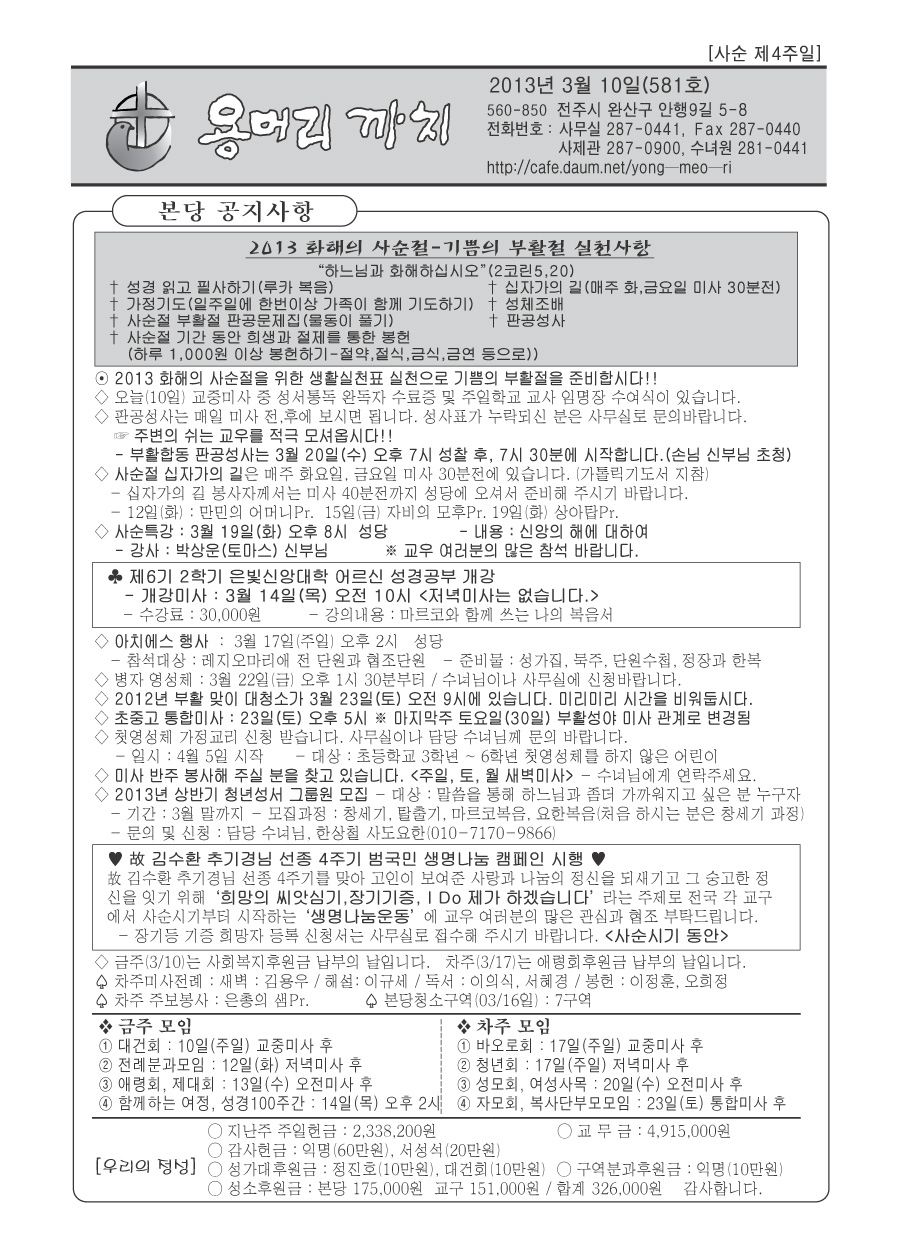 [사순 제4주일]
용머리 까치
2013년 3월 10일(581호)
560-850 전주시 완산구 안행9길 5-8
전화번호 : 사무실 287-0441, Fax 287-0440
사제관 287-0900, 수녀원 281-0441
http://cafe.daum.net/yong—meo—ri
본당 공지사항
2013 화해의 사순절-기쁨의 부활절 실천사항
“하느님과 화해하십시오”(2코린5,20)
† 성경 읽고 필사하기(루카 복음) † 십자가의 길(매주 화,금요일 미사 30분전)
† 가정기도(일주일에 한번이상 가족이 함께 기도하기) † 성체조배
† 사순절 부활절 판공문제집(물동이 풀기) † 판공성사
† 사순절 기간 동안 희생과 절제를 통한 봉헌
(하루 1,000원 이상 봉헌하기-절약,절식,금식,금연 등으로))
⊙ 2013 화해의 사순절을 위한 생활실천표 실천으로 기쁨의 부활절을 준비합시다!!
◇ 오늘(10일) 교중미사 중 성서통독 완독자 수료증 및 주일학교 교사 임명장 수여식이 있습니다.
◇ 판공성사는 매일 미사 전,후에 보시면 됩니다. 성사표가 누락되신 분은 사무실로 문의바랍니다.
☞ 주변의 쉬는 교우를 적극 모셔옵시다!!
- 부활합동 판공성사는 3월 20일(수) 오후 7시 성찰 후, 7시 30분에 시작합니다.(손님 신부님 초청)
◇ 사순절 십자가의 길은 매주 화요일, 금요일 미사 30분전에 있습니다. (가톨릭기도서 지참)
- 십자가의 길 봉사자께서는 미사 40분전까지 성당에 오셔서 준비해 주시기 바랍니다.
- 12일(화) : 만민의 어머니Pr. 15일(금) 자비의 모후Pr. 19일(화) 상아탑Pr.
◇ 사순특강 : 3월 19일(화) 오후 8시 성당 - 내용 : 신앙의 해에 대하여
- 강사 : 박상운(토마스) 신부님 ※ 교우 여러분의 많은 참석 바랍니다.
♣ 제6기 2학기 은빛신앙대학 어르신 성경공부 개강
- 개강미사 : 3월 14일(목) 오전 10시 <저녁미사는 없습니다.>
- 수강료 : 30,000원 - 강의내용 : 마르코와 함께 쓰는 나의 복음서
◇ 아치에스 행사 : 3월 17일(주일) 오후 2시 성당
- 참석대상 : 레지오마리애 전 단원과 협조단원 - 준비물 : 성가집, 묵주, 단원수첩, 정장과 한복
◇ 병자 영성체 : 3월 22일(금) 오후 1시 30분부터 / 수녀님이나 사무실에 신청바랍니다.
◇ 2012년 부활 맞이 대청소가 3월 23일(토) 오전 9시에 있습니다. 미리미리 시간을 비워둡시다.
◇ 초중고 통합미사 : 23일(토) 오후 5시 ※ 마지막주 토요일(30일) 부활성야 미사 관계로 변경됨
◇ 첫영성체 가정교리 신청 받습니다. 사무실이나 담당 수녀님께 문의 바랍니다.
- 일시 : 4월 5일 시작 - 대상 : 초등학교 3학년 ~ 6학년 첫영성체를 하지 않은 어린이
◇ 미사 반주 봉사해 주실 분을 찾고 있습니다. <주일, 토, 월 새벽미사> - 수녀님에게 연락주세요.
◇ 2013년 상반기 청년성서 그룹원 모집 - 대상 : 말씀을 통해 하느님과 좀더 가까워지고 싶은 분 누구자
- 기간 : 3월 말까지 - 모집과정 : 창세기, 탈출기, 마르코복음, 요한복음(처음 하시는 분은 창세기 과정)
- 문의 및 신청 : 담당 수녀님, 한상철 사도요한(010-7170-9866)
♥ 故 김수환 추기경님 선종 4주기 범국민 생명나눔 캠페인 시행 ♥
故 김수환 추기경님 선종 4주기를 맞아 고인이 보여준 사랑과 나눔의 정신을 되새기고 그 숭고한 정
신을 잇기 위해 ‘희망의 씨앗심기,장기기증, I Do 제가 하겠습니다’ 라는 주제로 전국 각 교구
에서 사순시기부터 시작하는 ‘생명나눔운동’ 에 교우 여러분의 많은 관심과 협조 부탁드립니다.
- 장기등 기증 희망자 등록 신청서는 사무실로 접수해 주시기 바랍니다. <사순시기 동안>
◇ 금주(3/10)는 사회복지후원금 납부의 날입니다. 차주(3/17)는 애령회후원금 납부의 날입니다.
♤ 차주미사전례 : 새벽 : 김용우 / 해설: 이규세 / 독서 : 이의식, 서혜경 / 봉헌 : 이정훈, 오희정
♤ 차주 주보봉사 : 은총의 샘Pr. ♤ 본당청소구역(03/16일) : 7구역
❖ 금주 모임
① 대건회 : 10일(주일) 교중미사 후
② 전례분과모임 : 12일(화) 저녁미사 후
③ 애령회, 제대회 : 13일(수) 오전미사 후
④ 함께하는 여정, 성경100주간 : 14일(목) 오후 2시
❖ 차주 모임
① 바오로회 : 17일(주일) 교중미사 후
② 청년회 : 17일(주일) 저녁미사 후
③ 성모회, 여성사목 : 20일(수) 오전미사 후
④ 자모회, 복사단부모모임 : 23일(토) 통합미사 후
[우리의 정성]
○ 지난주 주일헌금 : 2,338,200원 ○ 교 무 금 : 4,915,000원
○ 감사헌금 : 익명(60만원), 서성석(20만원)
○ 성가대후원금 : 정진호(10만원), 대건회(10만원) ○ 구역분과후원금 : 익명(10만원)
○ 성소후원금 : 본당 175,000원 교구 151,000원 / 합계 326,000원 감사합니다.